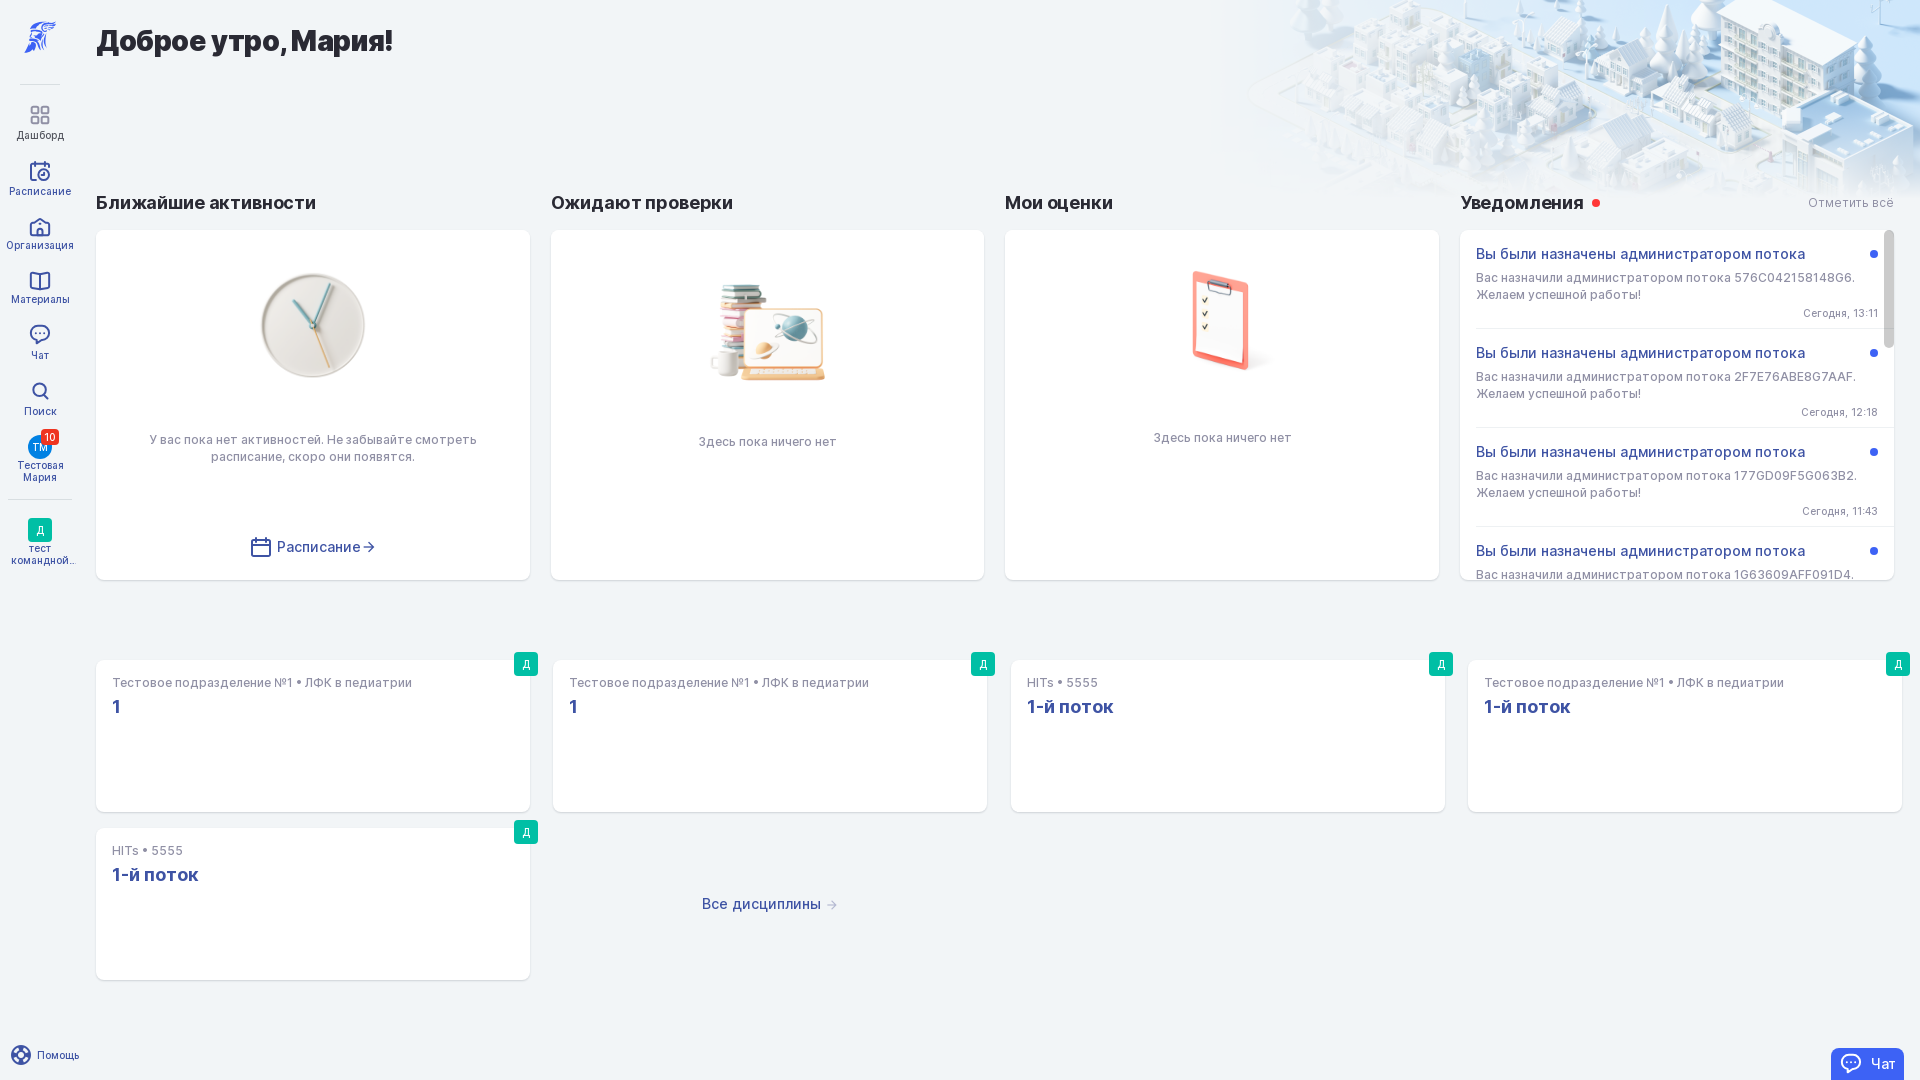 Доброе утро, Мария!
Дашборд
Расписание
Организация
Материалы
Чат
Поиск
ТМ
10
Тестовая
Мария
Д
тест
командной...
Помощь
Ближайшие активности
У вас пока нет активностей. Не забывайте смотреть
расписание, скоро они появятся.
Расписание
Ожидают проверки
Здесь пока ничего нет
Мои оценки
Здесь пока ничего нет
Уведомления
Отметить всё
Вы были назначены администратором потока
Вас назначили администратором потока 576C042158148G6.
Желаем успешной работы!
Сегодня, 13:11
Вы были назначены администратором потока
Вас назначили администратором потока 2F7E76ABE8G7AAF.
Желаем успешной работы!
Сегодня, 12:18
Вы были назначены администратором потока
Вас назначили администратором потока 177GD09F5G063B2.
Желаем успешной работы!
Сегодня, 11:43
Вы были назначены администратором потока
Вас назначили администратором потока 1G63609AFF091D4.
Д
Тестовое подразделение №1 • ЛФК в педиатрии
1
Д
Тестовое подразделение №1 • ЛФК в педиатрии
1
Д
HITs • 5555
1-й поток
Д
Тестовое подразделение №1 • ЛФК в педиатрии
1-й поток
Д
HITs • 5555
1-й поток
Все дисциплины
Чат